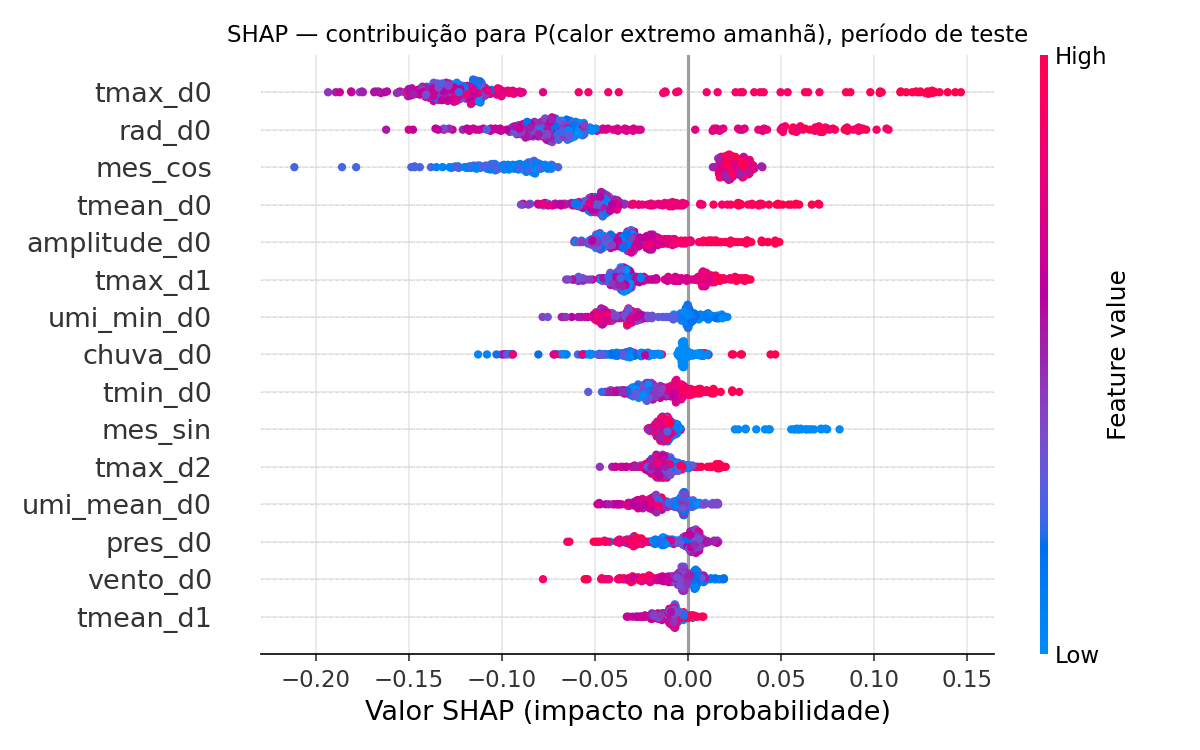 SHAP — contribuição para P(calor extremo amanhã), período de teste
High
tmax_d0
rad_d0
mes_cos
tmean_d0
amplitude_d0
tmax_d1
umi_min_d0
chuva_d0
tmin_d0
mes_sin
tmax_d2
umi_mean_d0
pres_d0
vento_d0
tmean_d1
Feature value
Low
−0.20 −0.15 −0.10 −0.05 0.00 0.05 0.10 0.15
Valor SHAP (impacto na probabilidade)